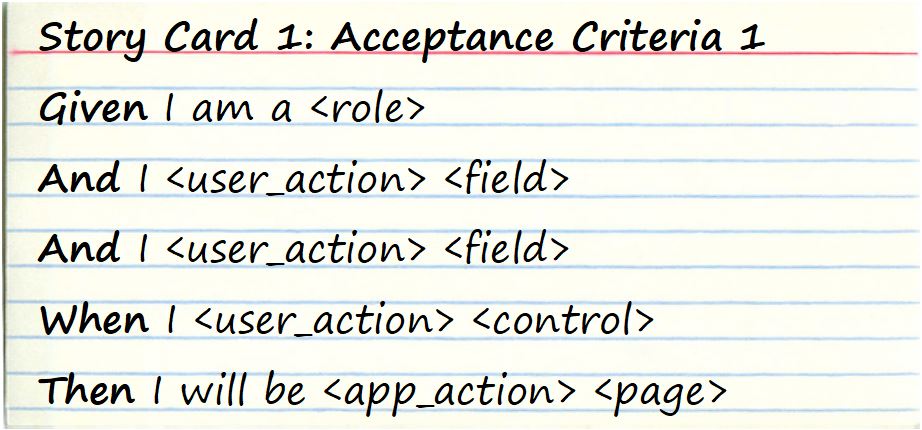 Story Card 1: Acceptance Criteria 1
Given I am a <role>
And I <user_action> <field>
And I <user_action> <field>
When I <user_action> <control>
Then I will be <app_action> <page>